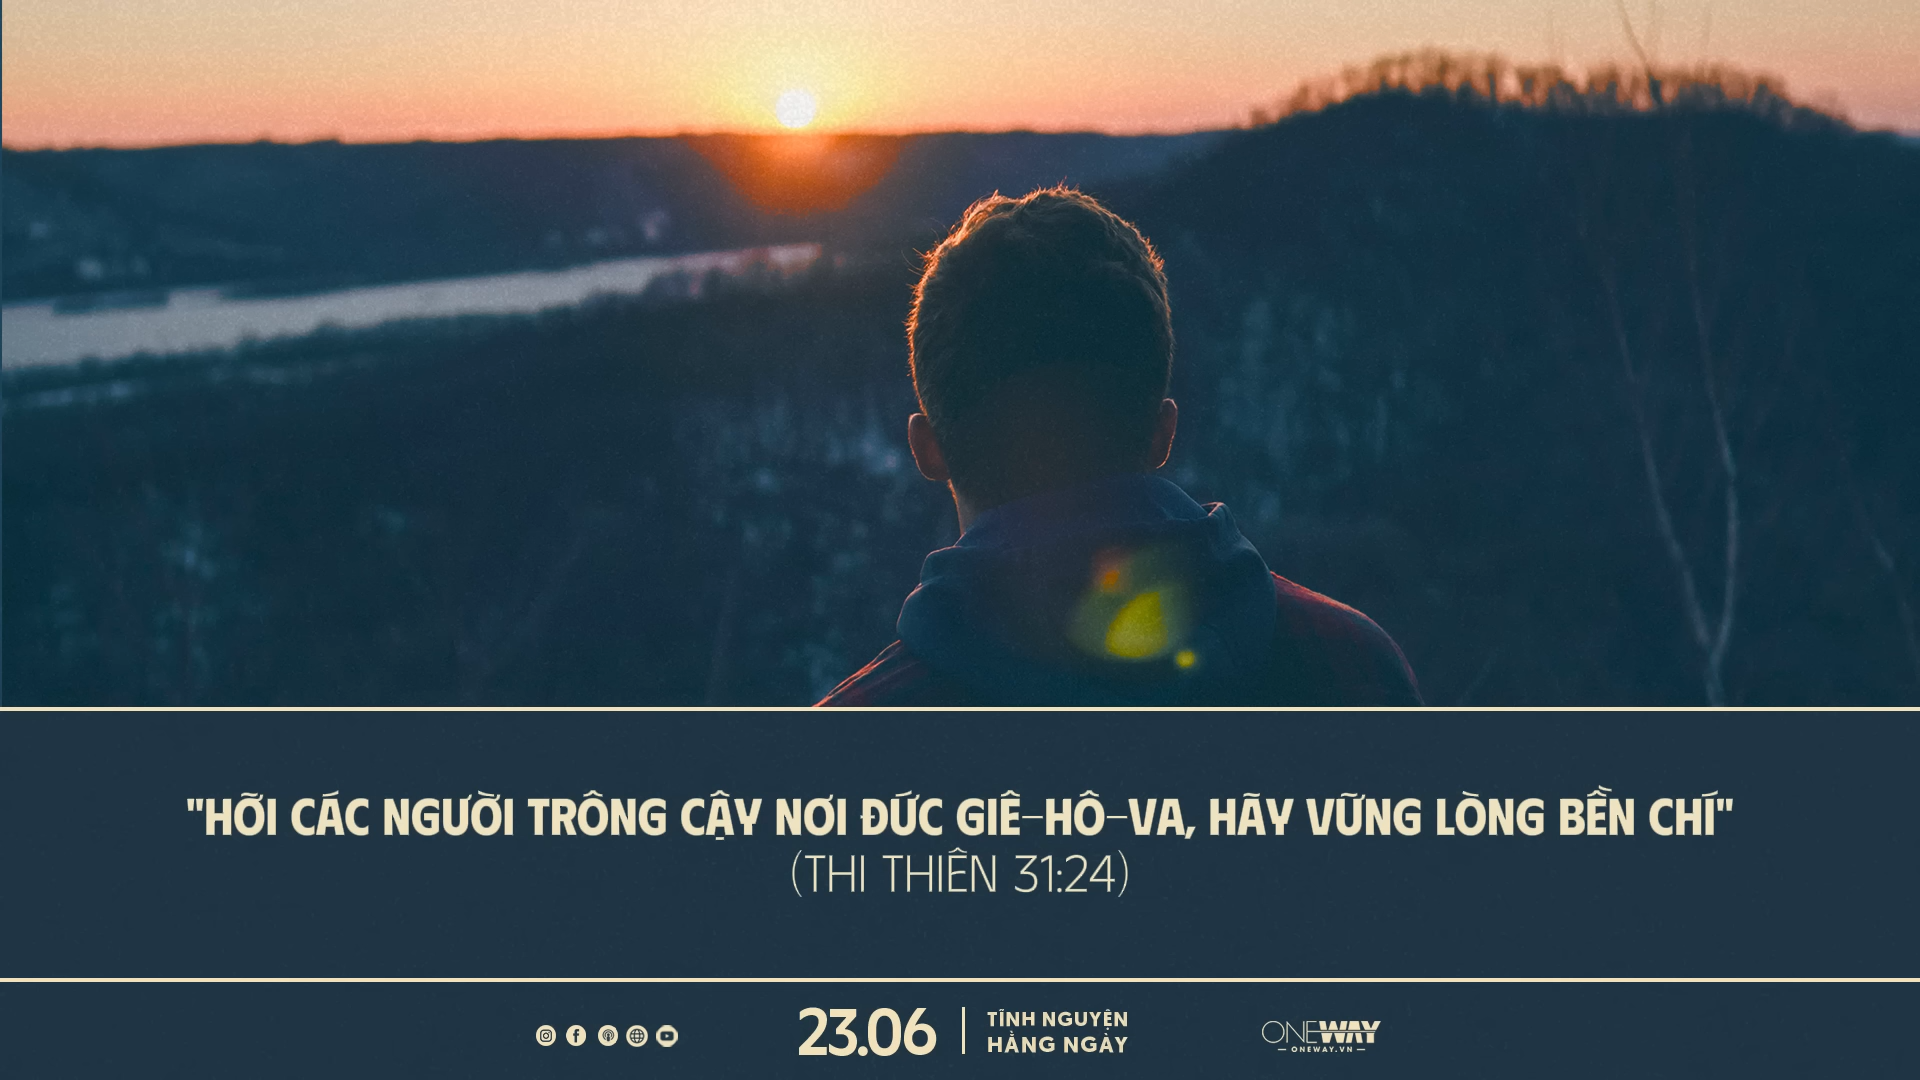 "HỠI CÁC NGƯỜI TRÔNG CẬY NƠI ĐỨC GIÊ-HÔ-VA, HÃY VỮNG LÒNG BỀN CHÍ"
(THI THIÊN 31:24)
23.06
TĨNH NGUYỆN
HẰNG NGÀY
ONEWAY
ONEWAY.VN